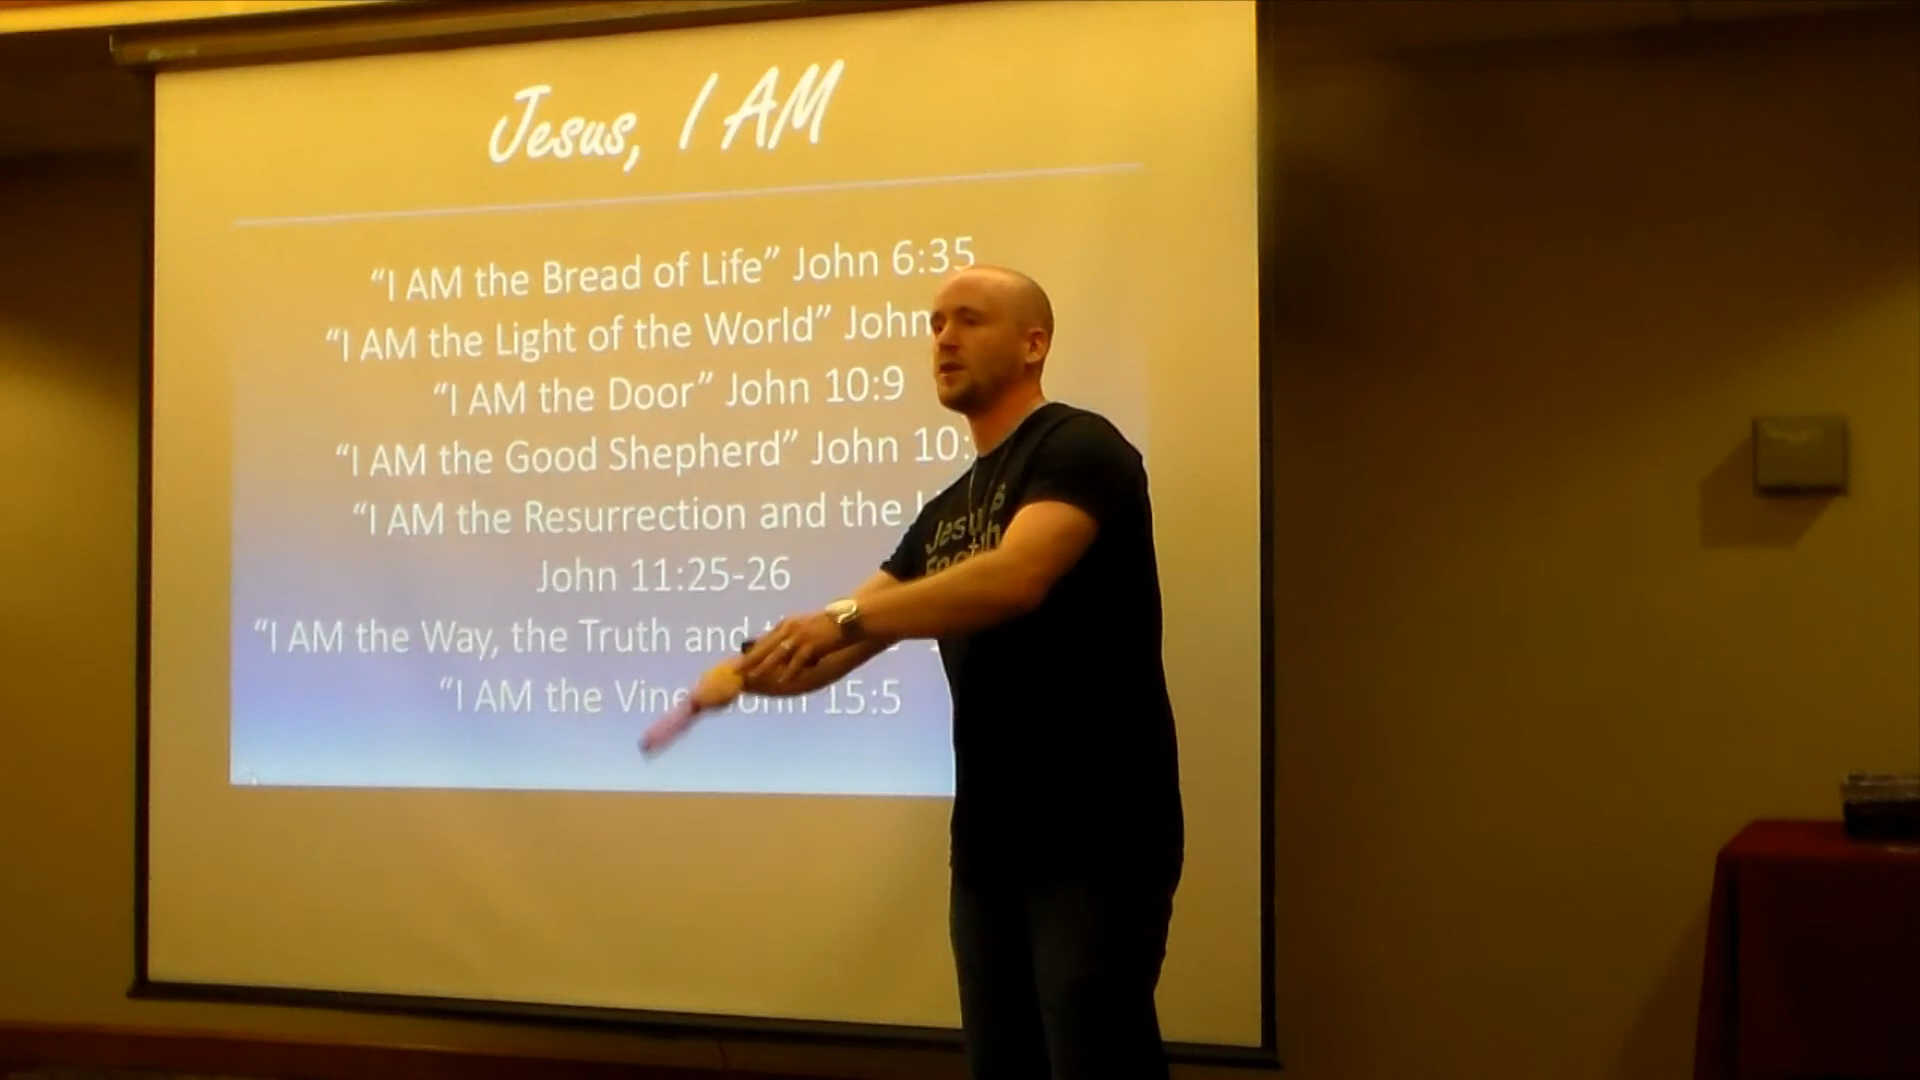 Jesus, I AM
“I AM the Bread of Life” John 6:35
“I AM the Light of the World” John
“I AM the Door” John 10:9
“I AM the Good Shepherd” John 10:
“I AM the Resurrection and the
John 11:25-26
“I AM the Way, the Truth and
“I AM the Vine John 15:5
Jesus